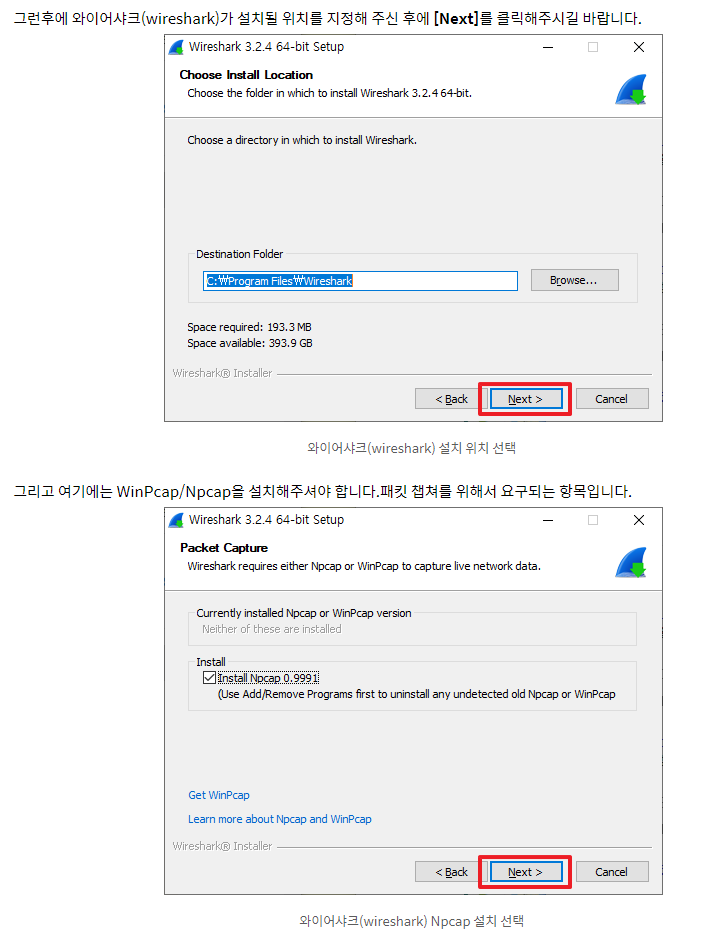 그런후에 와이어샤크(wireshark)가 설치될 위치를 지정해 주신 후에 [Next]를 클릭해주시길 바랍니다.
Wireshark 3.2.4 64-bit Setup
Choose Install Location
Choose the folder in which to install Wireshark 3.2.4 64-bit.
Choose a directory in which to install Wireshark.
Destination Folder
C:₩Program Files₩Wireshark
Browse...
Space required: 193.3 MB
Space available: 393.9 GB
Wireshark® Installer
< Back
Next >
Cancel
와이어샤크(wireshark) 설치 위치 선택
그리고 여기에는 WinPcap/Npcap을 설치해주셔야 합니다.패킷 챕쳐를 위해서 요구되는 항목입니다.
Wireshark 3.2.4 64-bit Setup
Packet Capture
Wireshark requires either Npcap or WinPcap to capture live network data.
Currently installed Npcap or WinPcap version
Neither of these are installed
Install
Install Npcap 0.9991
(Use Add/Remove Programs first to uninstall any undetected old Npcap or WinPcap
Get WinPcap
Learn more about Npcap and WinPcap
Wireshark® Installer
< Back
Next >
Cancel
와이어샤크(wireshark) Npcap 설치 선택